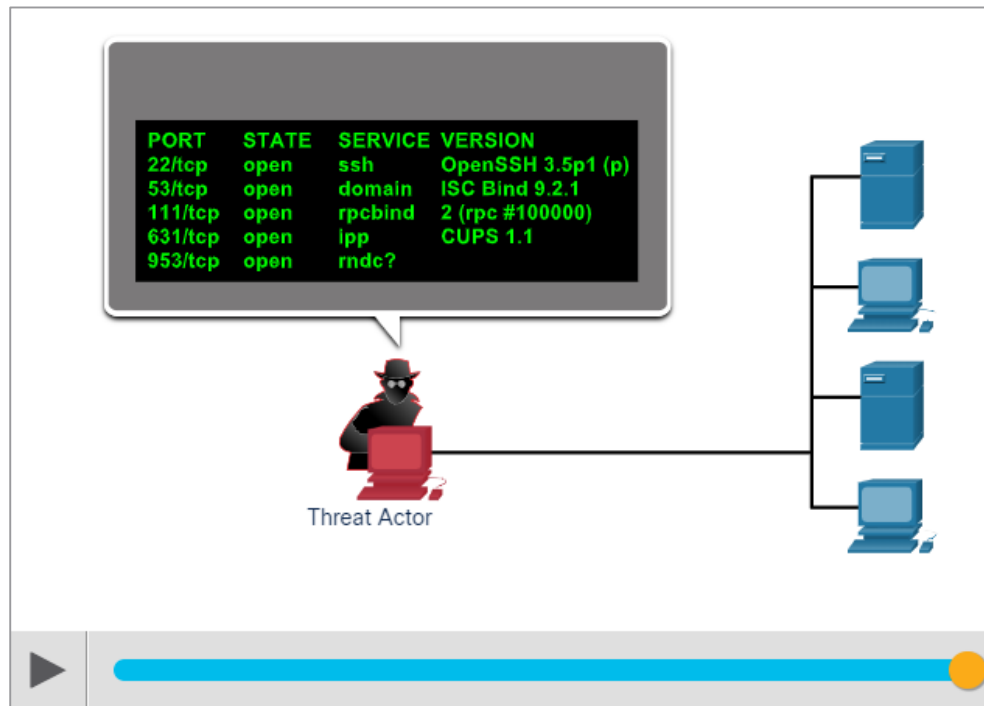 PORT STATE SERVICE VERSION
22/tcp open ssh OpenSSH 3.5p1 (p)
53/tcp open domain ISC Bind 9.2.1
111/tcp open rpcbind 2 (rpc #100000)
631/tcp open ipp CUPS 1.1
953/tcp open rndc?
Threat Actor